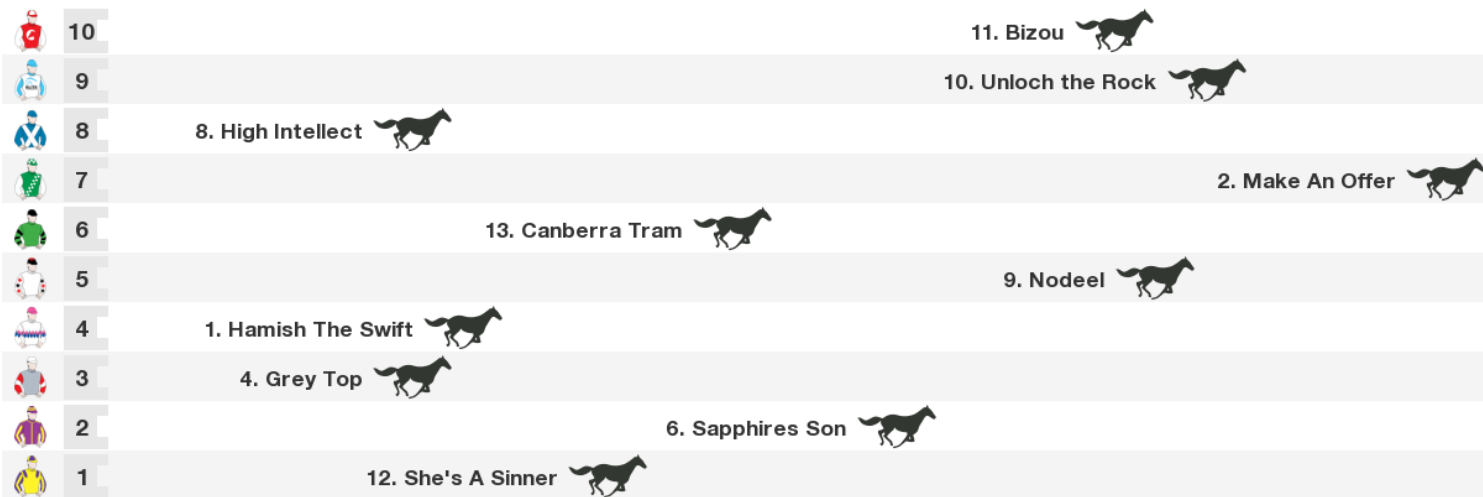 10 11. Bizou
9 10. Unloch the Rock
8 8. High Intellect
7 2. Make An Offer
6 13. Canberra Tram
5 9. Nodeel
4 1. Hamish The Swift
3 4. Grey Top
2 6. Sapphires Son
1 12. She's A Sinner